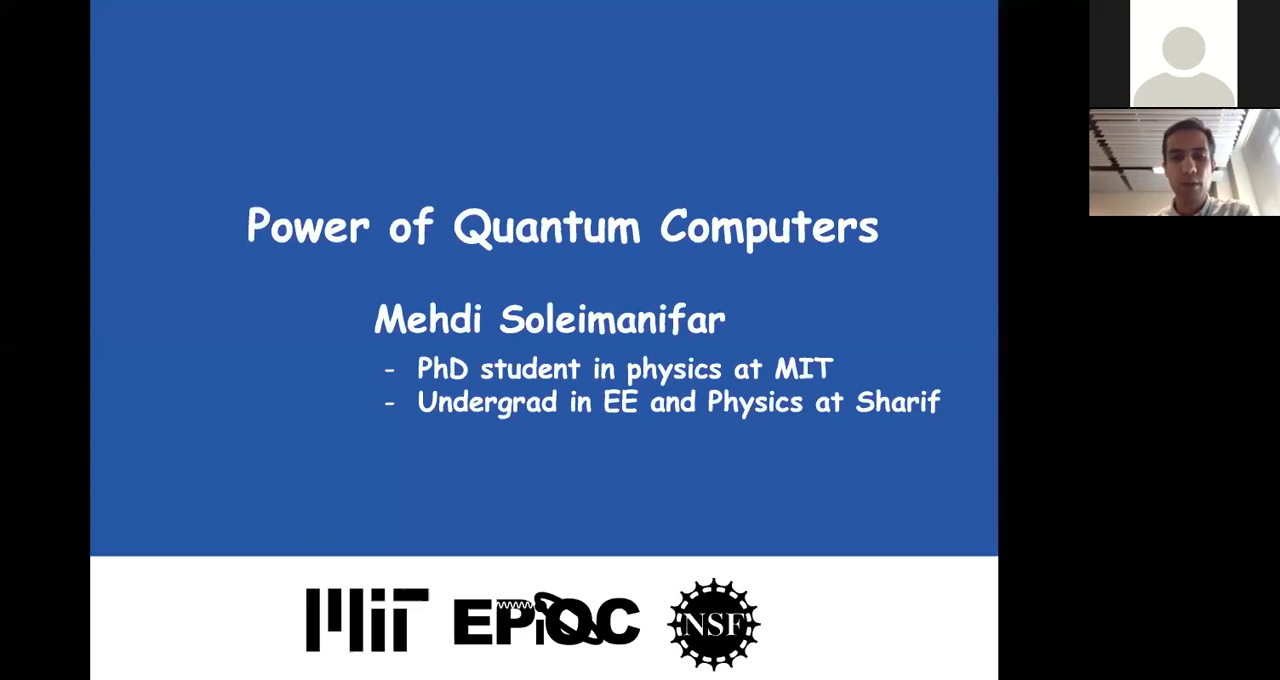 Power of Quantum Computers
Mehdi Soleimanifar
- PhD student in physics at MIT
- Undergrad in EE and Physics at Sharif
MIT EPiQC NSF